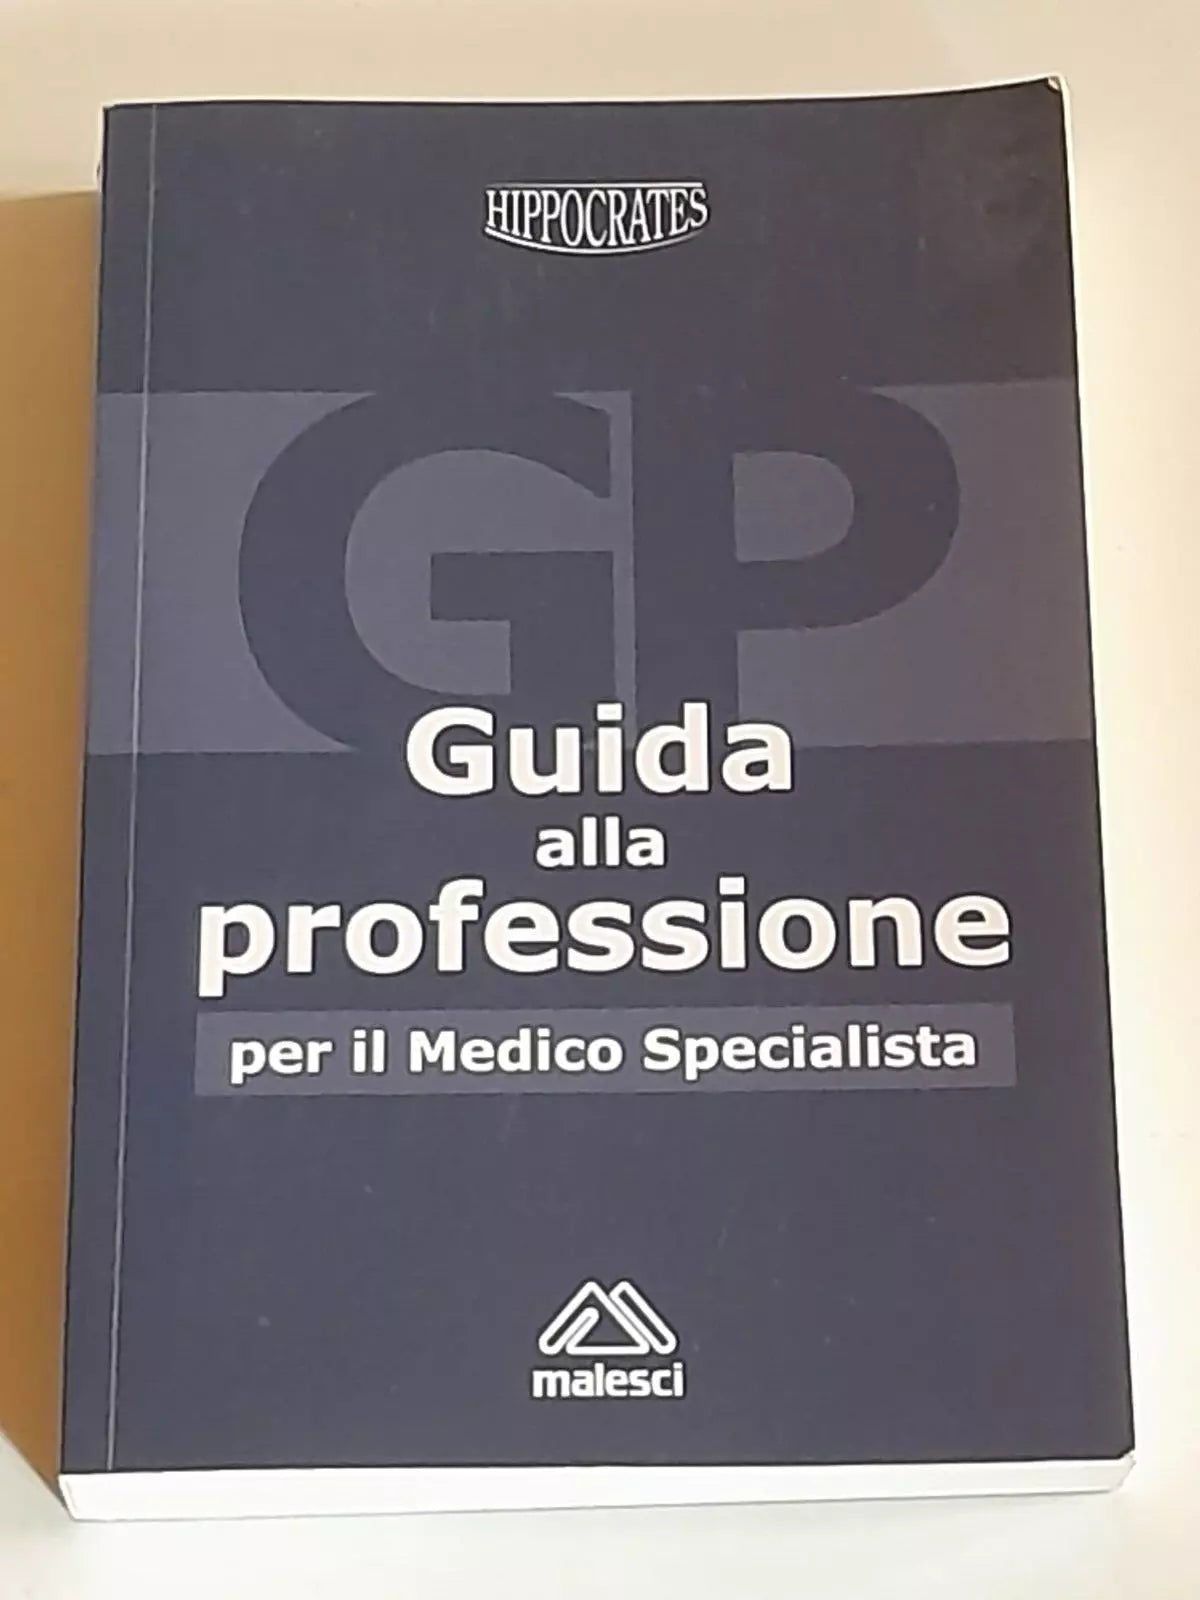 HIPPOCRATES
GP
Guida
alla
professione
per il Medico Specialista
malesci